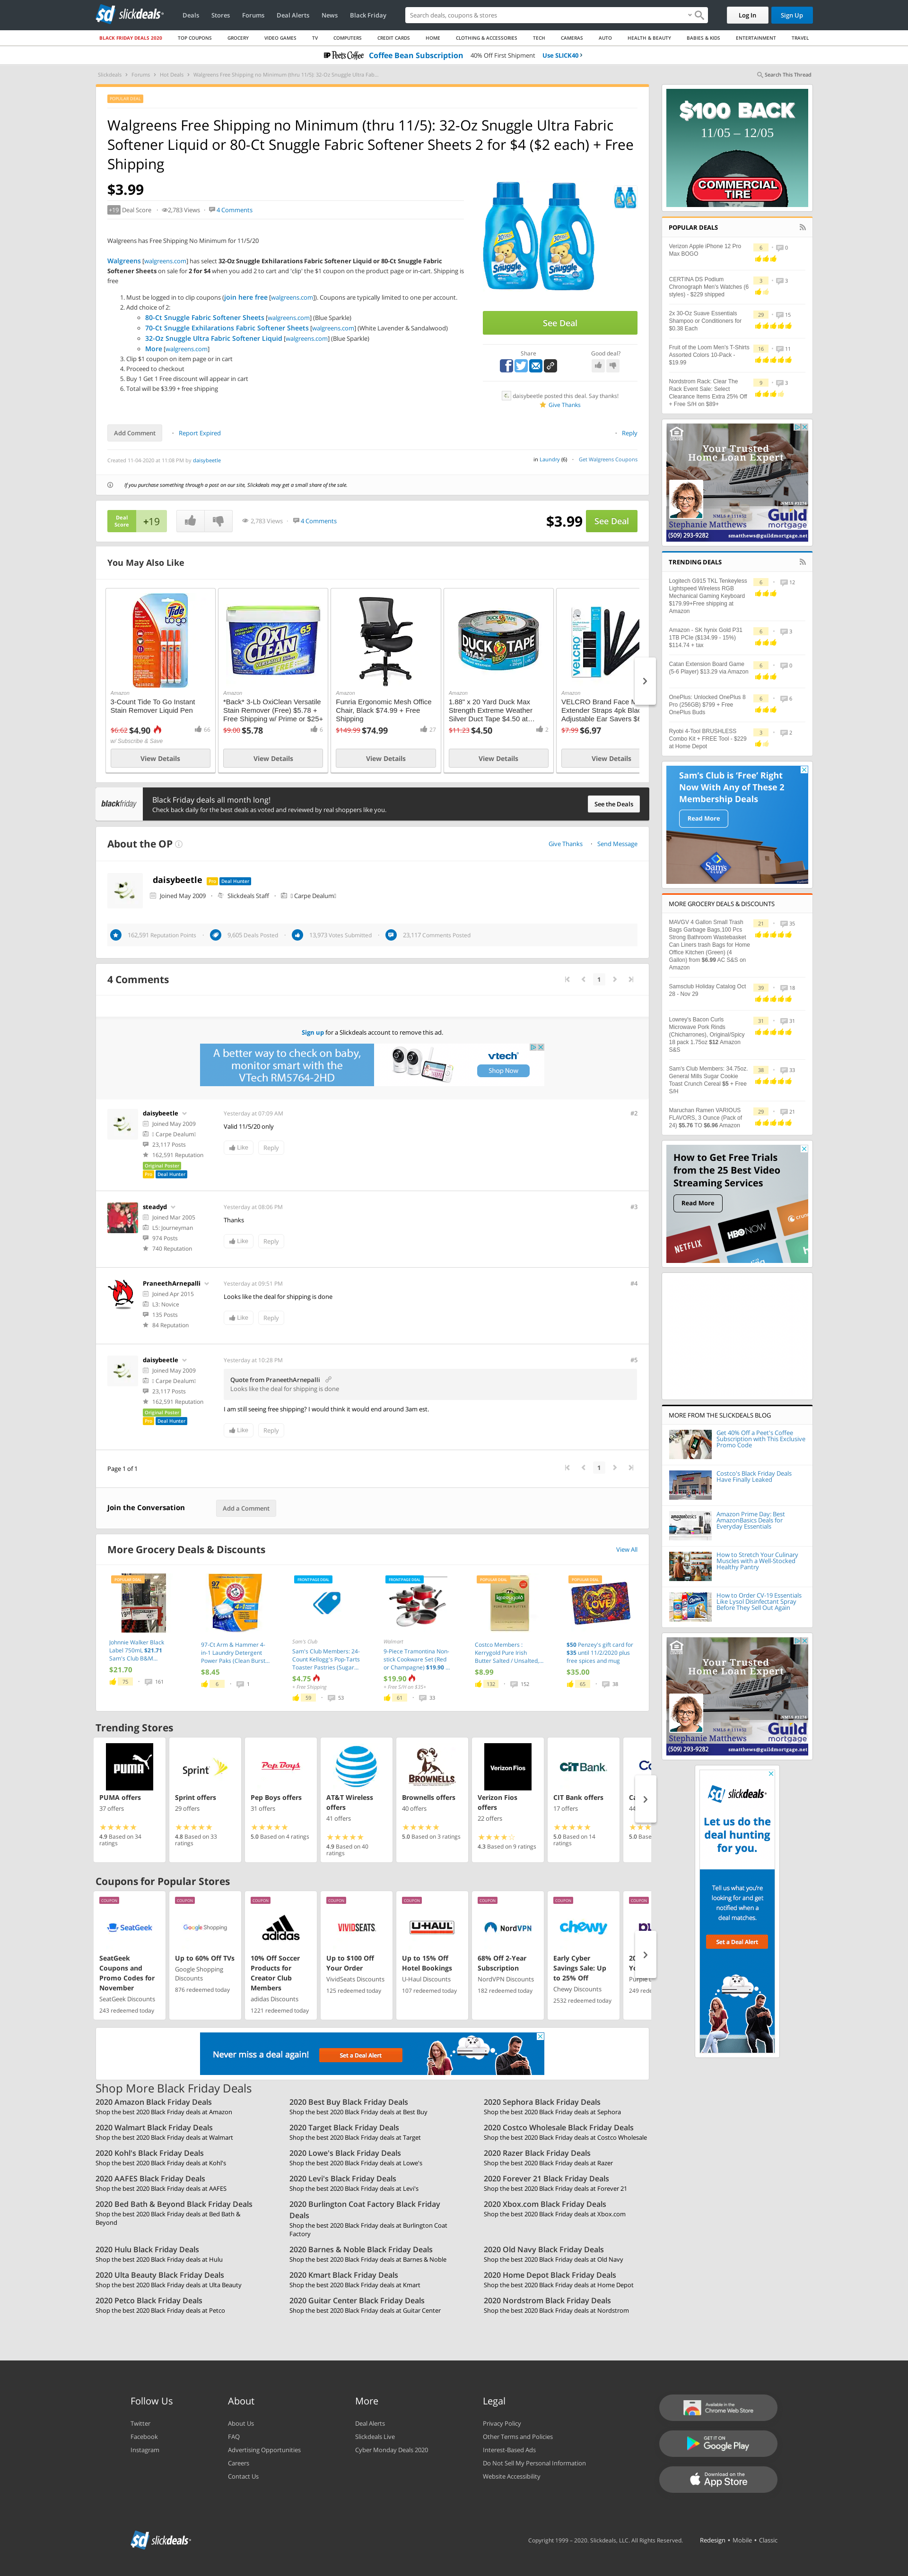 slickdeals
Deals Stores Forums Deal Alerts News Black Friday
Search deals, coupons & stores
Log In Sign Up
BLACK FRIDAY DEALS 2020 TOP COUPONS GROCERY VIDEO GAMES TV COMPUTERS CREDIT CARDS HOME CLOTHING & ACCESSORIES TECH CAMERAS AUTO HEALTH & BEAUTY BABIES & KIDS ENTERTAINMENT TRAVEL
Peet's Coffee Coffee Bean Subscription 40% Off First Shipment Use SLICK40 ›
Slickdeals > Forums > Hot Deals > Walgreens Free Shipping no Minimum (thru 11/5): 32-Oz Snuggle Ultra Fab...
Search This Thread
POPULAR DEAL
Walgreens Free Shipping no Minimum (thru 11/5): 32-Oz Snuggle Ultra Fabric
Softener Liquid or 80-Ct Snuggle Fabric Softener Sheets 2 for $4 ($2 each) + Free
Shipping
$3.99
+19 Deal Score 2,783 Views 4 Comments
Walgreens has Free Shipping No Minimum for 11/5/20
Walgreens [walgreens.com] has select 32-Oz Snuggle Exhilarations Fabric Softener Liquid or 80-Ct Snuggle Fabric
Softener Sheets on sale for 2 for $4 when you add 2 to cart and 'clip' the $1 coupon on the product page or in-cart. Shipping is
free
1. Must be logged in to clip coupons (join here free [walgreens.com]). Coupons are typically limited to one per account.
2. Add choice of 2:
80-Ct Snuggle Fabric Softener Sheets [walgreens.com] (Blue Sparkle)
70-Ct Snuggle Exhilarations Fabric Softener Sheets [walgreens.com] (White Lavender & Sandalwood)
32-Oz Snuggle Ultra Fabric Softener Liquid [walgreens.com] (Blue Sparkle)
More [walgreens.com]
3. Clip $1 coupon on item page or in cart
4. Proceed to checkout
5. Buy 1 Get 1 Free discount will appear in cart
6. Total will be $3.99 + free shipping
Snuggle Snuggle
See Deal
Share Good deal?
daisybeetle posted this deal. Say thanks!
Give Thanks
Add Comment Report Expired Reply
Created 11-04-2020 at 11:08 PM by daisybeetle
in Laundry (6) Get Walgreens Coupons
If you purchase something through a post on our site, Slickdeals may get a small share of the sale.
Deal
Score
+19
2,783 Views 4 Comments
$3.99 See Deal
You May Also Like
Amazon
3-Count Tide To Go Instant
Stain Remover Liquid Pen
$6.62 $4.90 66
w/ Subscribe & Save
View Details
Amazon
*Back* 3-Lb OxiClean Versatile
Stain Remover (Free) $5.78 +
Free Shipping w/ Prime or $25+
$9.00 $5.78 6
View Details
Amazon
Funria Ergonomic Mesh Office
Chair, Black $74.99 + Free
Shipping
$149.99 $74.99 27
View Details
Amazon
1.88" x 20 Yard Duck Max
Strength Extreme Weather
Silver Duct Tape $4.50 at...
$11.23 $4.50 2
View Details
Amazon
VELCRO Brand Face M
Extender Straps 4pk Blac
Adjustable Ear Savers $6
$7.99 $6.97
View Details
blackfriday
Black Friday deals all month long!
Check back daily for the best deals as voted and reviewed by real shoppers like you.
See the Deals
About the OP
Give Thanks Send Message
daisybeetle Pro Deal Hunter
Joined May 2009 Slickdeals Staff Carpe Dealum
162,591 Reputation Points 9,605 Deals Posted 13,973 Votes Submitted 23,117 Comments Posted
4 Comments
1
Sign up for a Slickdeals account to remove this ad.
A better way to check on baby,
monitor smart with the
VTech RM5764-2HD
vtech
Shop Now
daisybeetle
Joined May 2009
Carpe Dealum
23,117 Posts
162,591 Reputation
Original Poster
Pro Deal Hunter
Yesterday at 07:09 AM #2
Valid 11/5/20 only
Like Reply
steadyd
Joined Mar 2005
L5: Journeyman
974 Posts
740 Reputation
Yesterday at 08:06 PM #3
Thanks
Like Reply
PraneethArnepalli
Joined Apr 2015
L3: Novice
135 Posts
84 Reputation
Yesterday at 09:51 PM #4
Looks like the deal for shipping is done
Like Reply
daisybeetle
Joined May 2009
Carpe Dealum
23,117 Posts
162,591 Reputation
Original Poster
Pro Deal Hunter
Yesterday at 10:28 PM #5
Quote from PraneethArnepalli
Looks like the deal for shipping is done
I am still seeing free shipping? I would think it would end around 3am est.
Like Reply
Page 1 of 1
1
Join the Conversation Add a Comment
More Grocery Deals & Discounts View All
POPULAR DEAL
Johnnie Walker Black
Label 750mL $21.71
Sam's Club B&M...
$21.70
75 161
97-Ct Arm & Hammer 4-
in-1 Laundry Detergent
Power Paks (Clean Burst...
$8.45
6 1
FRONTPAGE DEAL
Sam's Club
Sam's Club Members: 24-
Count Kellogg's Pop-Tarts
Toaster Pastries (Sugar...
$4.75
+ Free Shipping
59 53
FRONTPAGE DEAL
Walmart
9-Piece Tramontina Non-
stick Cookware Set (Red
or Champagne) $19.90 ...
$19.90
+ Free S/H on $35+
61 33
POPULAR DEAL
Costco Members :
Kerrygold Pure Irish
Butter Salted / Unsalted,...
$8.99
132 152
POPULAR DEAL
$50 Penzey's gift card for
$35 until 11/2/2020 plus
free spices and mug
$35.00
65 38
Trending Stores
PUMA
PUMA offers
37 offers
4.9 Based on 34
ratings
Sprint
Sprint offers
29 offers
4.8 Based on 33
ratings
Pep Boys
Pep Boys offers
31 offers
5.0 Based on 4 ratings
AT&T Wireless
offers
41 offers
4.9 Based on 40
ratings
BROWNELLS
Brownells offers
40 offers
5.0 Based on 3 ratings
Verizon Fios
Verizon Fios
offers
22 offers
4.3 Based on 9 ratings
CIT Bank
CIT Bank offers
17 offers
5.0 Based on 14
ratings
Ca
44
5.0 Base
Coupons for Popular Stores
COUPON
SeatGeek
SeatGeek
Coupons and
Promo Codes for
November
SeatGeek Discounts
243 redeemed today
COUPON
Google Shopping
Up to 60% Off TVs
Google Shopping
Discounts
876 redeemed today
COUPON
adidas
10% Off Soccer
Products for
Creator Club
Members
adidas Discounts
1221 redeemed today
COUPON
VIVIDSEATS
Up to $100 Off
Your Order
VividSeats Discounts
125 redeemed today
COUPON
U-HAUL
Up to 15% Off
Hotel Bookings
U-Haul Discounts
107 redeemed today
COUPON
NordVPN
68% Off 2-Year
Subscription
NordVPN Discounts
182 redeemed today
COUPON
chewy
Early Cyber
Savings Sale: Up
to 25% Off
Chewy Discounts
2532 redeemed today
COUPON
20
Yo
Purple
249 rede
Never miss a deal again! Set a Deal Alert
Shop More Black Friday Deals
2020 Amazon Black Friday Deals
Shop the best 2020 Black Friday deals at Amazon
2020 Best Buy Black Friday Deals
Shop the best 2020 Black Friday deals at Best Buy
2020 Sephora Black Friday Deals
Shop the best 2020 Black Friday deals at Sephora
2020 Walmart Black Friday Deals
Shop the best 2020 Black Friday deals at Walmart
2020 Target Black Friday Deals
Shop the best 2020 Black Friday deals at Target
2020 Costco Wholesale Black Friday Deals
Shop the best 2020 Black Friday deals at Costco Wholesale
2020 Kohl's Black Friday Deals
Shop the best 2020 Black Friday deals at Kohl's
2020 Lowe's Black Friday Deals
Shop the best 2020 Black Friday deals at Lowe's
2020 Razer Black Friday Deals
Shop the best 2020 Black Friday deals at Razer
2020 AAFES Black Friday Deals
Shop the best 2020 Black Friday deals at AAFES
2020 Levi's Black Friday Deals
Shop the best 2020 Black Friday deals at Levi's
2020 Forever 21 Black Friday Deals
Shop the best 2020 Black Friday deals at Forever 21
2020 Bed Bath & Beyond Black Friday Deals
Shop the best 2020 Black Friday deals at Bed Bath &
Beyond
2020 Burlington Coat Factory Black Friday
Deals
Shop the best 2020 Black Friday deals at Burlington Coat
Factory
2020 Xbox.com Black Friday Deals
Shop the best 2020 Black Friday deals at Xbox.com
2020 Hulu Black Friday Deals
Shop the best 2020 Black Friday deals at Hulu
2020 Barnes & Noble Black Friday Deals
Shop the best 2020 Black Friday deals at Barnes & Noble
2020 Old Navy Black Friday Deals
Shop the best 2020 Black Friday deals at Old Navy
2020 Ulta Beauty Black Friday Deals
Shop the best 2020 Black Friday deals at Ulta Beauty
2020 Kmart Black Friday Deals
Shop the best 2020 Black Friday deals at Kmart
2020 Home Depot Black Friday Deals
Shop the best 2020 Black Friday deals at Home Depot
2020 Petco Black Friday Deals
Shop the best 2020 Black Friday deals at Petco
2020 Guitar Center Black Friday Deals
Shop the best 2020 Black Friday deals at Guitar Center
2020 Nordstrom Black Friday Deals
Shop the best 2020 Black Friday deals at Nordstrom
$100 BACK
11/05 – 12/05
COMMERCIAL
TIRE
POPULAR DEALS
Verizon Apple iPhone 12 Pro
Max BOGO
6 0
CERTINA DS Podium
Chronograph Men's Watches (6
styles) - $229 shipped
3 3
2x 30-Oz Suave Essentials
Shampoo or Conditioners for
$0.38 Each
29 15
Fruit of the Loom Men's T-Shirts
Assorted Colors 10-Pack -
$19.99
16 11
Nordstrom Rack: Clear The
Rack Event Sale: Select
Clearance Items Extra 25% Off
+ Free S/H on $89+
9 3
Your Trusted
Home Loan Expert
Stephanie Matthews
Guild
mortgage
(509) 293-9282 smatthews@guildmortgage.net
TRENDING DEALS
Logitech G915 TKL Tenkeyless
Lightspeed Wireless RGB
Mechanical Gaming Keyboard
$179.99+Free shipping at
Amazon
6 12
Amazon - SK hynix Gold P31
1TB PCIe ($134.99 - 15%)
$114.74 + tax
6 3
Catan Extension Board Game
(5-6 Player) $13.29 via Amazon
6 0
OnePlus: Unlocked OnePlus 8
Pro (256GB) $799 + Free
OnePlus Buds
6 6
Ryobi 4-Tool BRUSHLESS
Combo Kit + FREE Tool - $229
at Home Depot
3 2
Sam's Club is 'Free' Right
Now With Any of These 2
Membership Deals
Read More
Sam's
MORE GROCERY DEALS & DISCOUNTS
MAVGV 4 Gallon Small Trash
Bags Garbage Bags,100 Pcs
Strong Bathroom Wastebasket
Can Liners trash Bags for Home
Office Kitchen (Green) (4
Gallon) from $6.99 AC S&S on
Amazon
21 35
Samsclub Holiday Catalog Oct
28 - Nov 29
39 18
Lowrey's Bacon Curls
Microwave Pork Rinds
(Chicharrones), Original/Spicy
18 pack 1.75oz $12 Amazon
S&S
31 31
Sam's Club Members: 34.75oz.
General Mills Sugar Cookie
Toast Crunch Cereal $5 + Free
S/H
38 33
Maruchan Ramen VARIOUS
FLAVORS, 3 Ounce (Pack of
24) $5.76 TO $6.96 Amazon
29 21
How to Get Free Trials
from the 25 Best Video
Streaming Services
Read More
NETFLIX HBO NOW
MORE FROM THE SLICKDEALS BLOG
Get 40% Off a Peet's Coffee
Subscription with This Exclusive
Promo Code
Costco's Black Friday Deals
Have Finally Leaked
Amazon Prime Day: Best
AmazonBasics Deals for
Everyday Essentials
How to Stretch Your Culinary
Muscles with a Well-Stocked
Healthy Pantry
How to Order CV-19 Essentials
Like Lysol Disinfectant Spray
Before They Sell Out Again
Your Trusted
Home Loan Expert
Stephanie Matthews
Guild
mortgage
(509) 293-9282 smatthews@guildmortgage.net
slickdeals
Let us do the
deal hunting
for you.
Tell us what you're
looking for and get
notified when a
deal matches.
Set a Deal Alert
Follow Us
Twitter
Facebook
Instagram
About
About Us
FAQ
Advertising Opportunities
Careers
Contact Us
More
Deal Alerts
Slickdeals Live
Cyber Monday Deals 2020
Legal
Privacy Policy
Other Terms and Policies
Interest-Based Ads
Do Not Sell My Personal Information
Website Accessibility
Available in the
Chrome Web Store
GET IT ON
Google Play
Download on the
App Store
slickdeals
Copyright 1999 – 2020. Slickdeals, LLC. All Rights Reserved. Redesign • Mobile • Classic